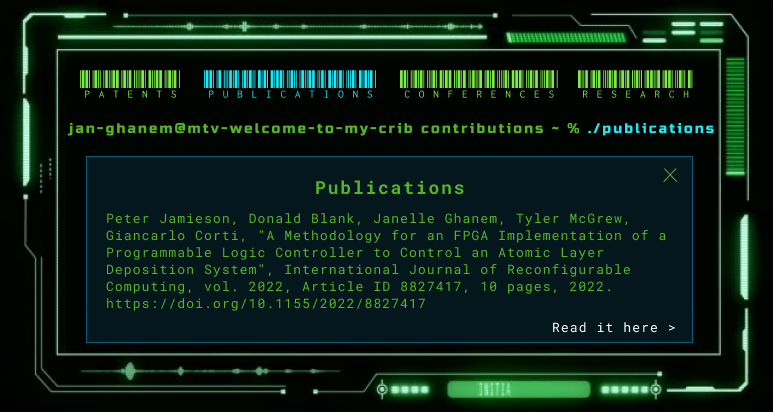 PATENTS PUBLICATIONS CONFERENCES RESEARCH
jan-ghanem@mtv-welcome-to-my-crib contributions ~ % ./publications
Publications
Peter Jamieson, Donald Blank, Janelle Ghanem, Tyler McGrew,
Giancarlo Corti, "A Methodology for an FPGA Implementation of a
Programmable Logic Controller to Control an Atomic Layer
Deposition System", International Journal of Reconfigurable
Computing, vol. 2022, Article ID 8827417, 10 pages, 2022.
https://doi.org/10.1155/2022/8827417
Read it here >
INITIA